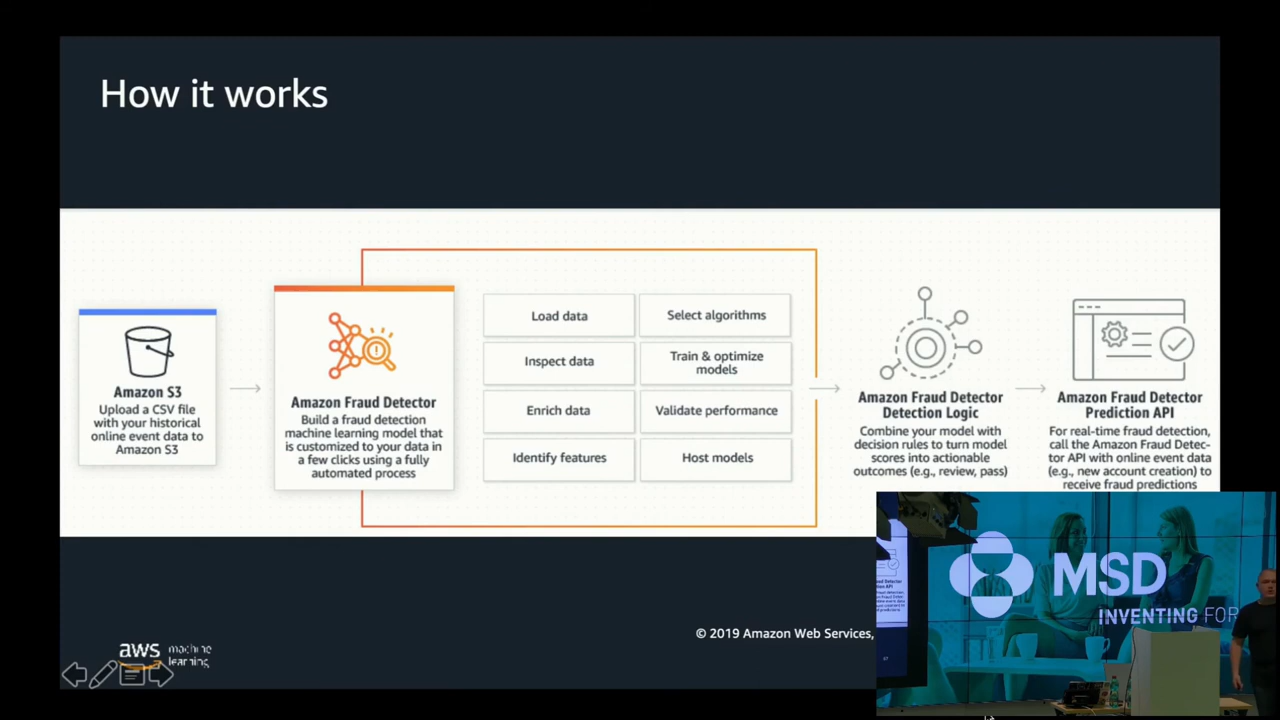 How it works
Amazon S3
Upload a CSV file
with your historical
online event data to
Amazon S3
Amazon Fraud Detector
Build a fraud detection
machine learning model that
is customized to your data in
a few clicks using a fully
automated process
Load data
Select algorithms
Inspect data
Train & optimize
models
Enrich data
Validate performance
Identify features
Host models
Amazon Fraud Detector
Detection Logic
Combine your model with
decision rules to turn model
scores into actionable
outcomes (e.g., review, pass)
Amazon Fraud Detector
Prediction API
For real-time fraud detection,
call the Amazon Fraud Detec-
tor API with online event data
(e.g., new account creation) to
receive fraud predictions
© 2019 Amazon Web Services,
aws machine
learning
MSD
INVENTING FOR